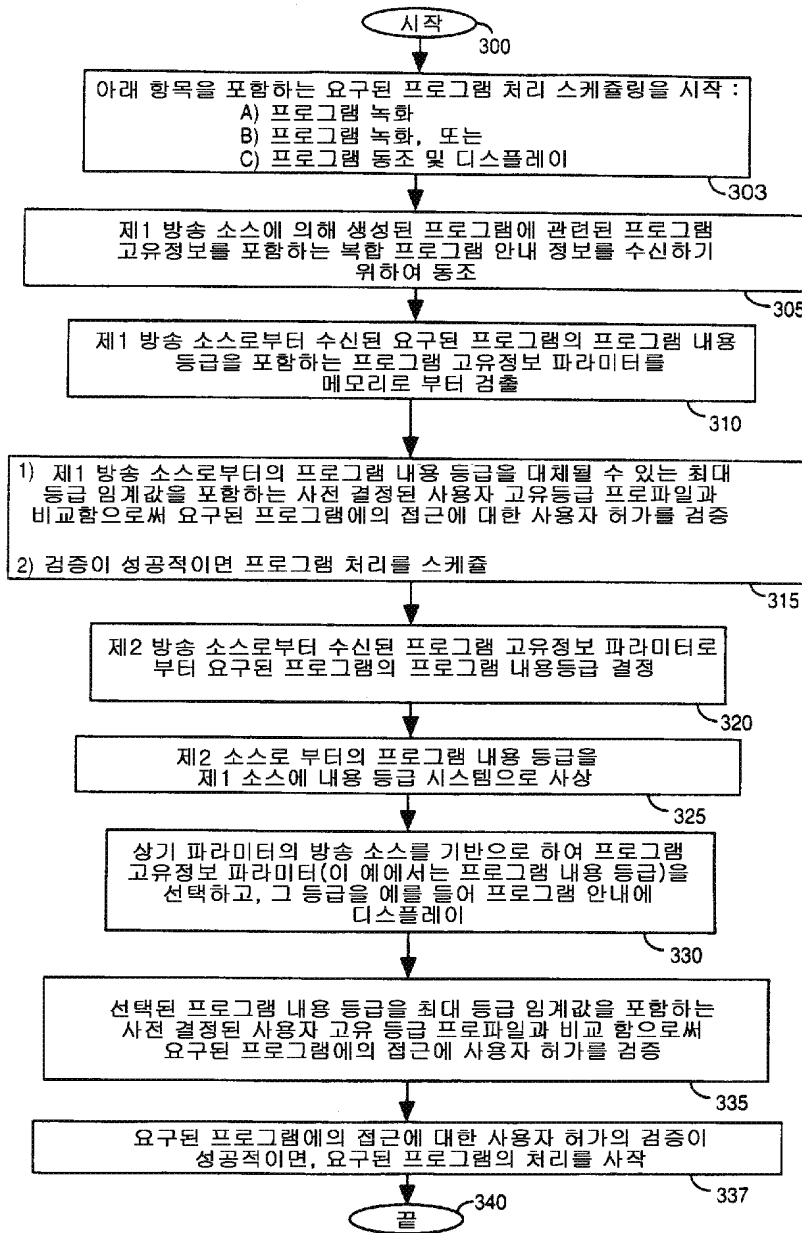 시작
300
아래 항목을 포함하는 요구된 프로그램 처리 스케쥴링을 시작 :
A) 프로그램 녹화
B) 프로그램 녹화, 또는
C) 프로그램 동조 및 디스플레이
303
제1 방송 소스에 의해 생성된 프로그램에 관련된 프로그램
고유정보를 포함하는 복합 프로그램 안내 정보를 수신하기
위하여 동조
305
제1 방송 소스로부터 수신된 요구된 프로그램의 프로그램 내용
등급을 포함하는 프로그램 고유정보 파라미터를
메모리로 부터 검출
310
1) 제1 방송 소스로부터의 프로그램 내용 등급을 대체될 수 있는 최대
등급 임계값을 포함하는 사전 결정된 사용자 고유등급 프로파일과
비교함으로써 요구된 프로그램에의 접근에 대한 사용자 허가를 검증
2) 검증이 성공적이면 프로그램 처리를 스케쥴
315
제2 방송 소스로부터 수신된 프로그램 고유정보 파라미터로
부터 요구된 프로그램의 프로그램 내용등급 결정
320
제2 소스로 부터의 프로그램 내용 등급을
제1 소스에 내용 등급 시스템으로 사상
325
상기 파라미터의 방송 소스를 기반으로 하여 프로그램
고유정보 파라미터(이 예에서는 프로그램 내용 등급)을
선택하고, 그 등급을 예를 들어 프로그램 안내에
디스플레이
330
선택된 프로그램 내용 등급을 최대 등급 임계값을 포함하는
사전 결정된 사용자 고유 등급 프로파일과 비교 함으로써
요구된 프로그램에의 접근에 사용자 허가를 검증
335
요구된 프로그램에의 접근에 대한 사용자 허가의 검증이
성공적이면, 요구된 프로그램의 처리를 사작
337
끝
340